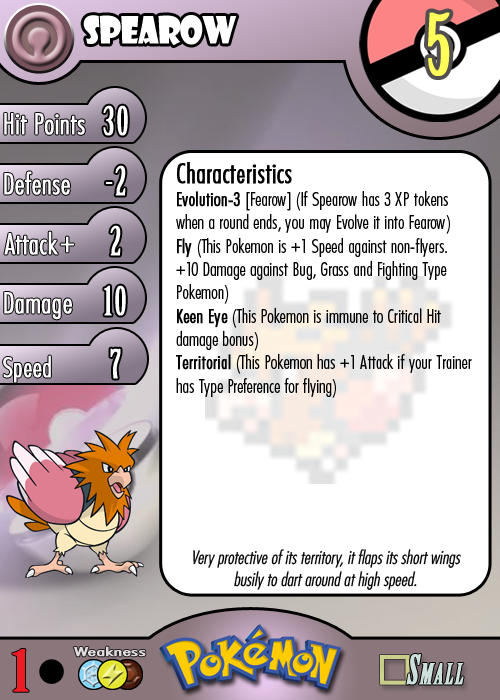 SPEAROW
5
Hit Points 30
Defense -2
Attack+ 2
Damage 10
Speed 7
Characteristics
Evolution-3 [Fearow] (If Spearow has 3 XP tokens
when a round ends, you may Evolve it into Fearow)
Fly (This Pokemon is +1 Speed against non-flyers.
+10 Damage against Bug, Grass and Fighting Type
Pokemon)
Keen Eye (This Pokemon is immune to Critical Hit
damage bonus)
Territorial (This Pokemon has +1 Attack if your Trainer
has Type Preference for flying)
Very protective of its territory, it flaps its short wings
busily to dart around at high speed.
1
Weakness
POKéMON
SMALL